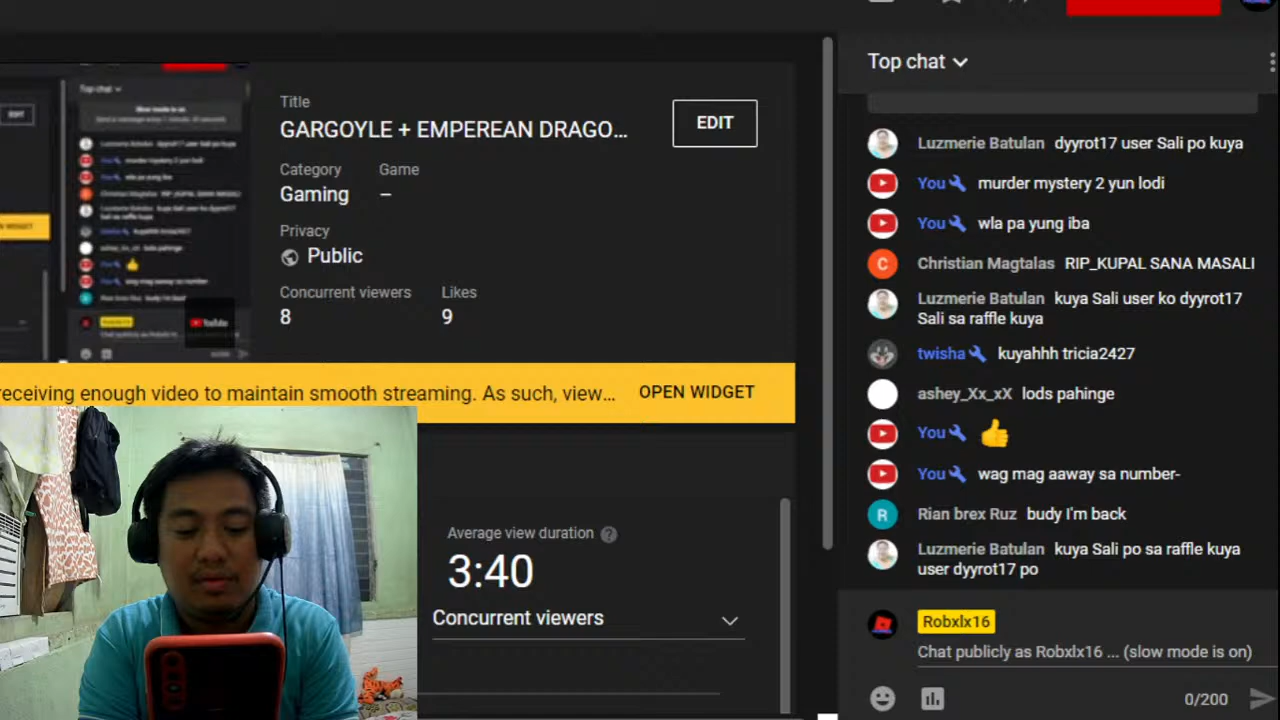 Top chat
Title
GARGOYLE + EMPEREAN DRAGO...
EDIT
Category Game
Gaming –
Privacy
Public
Concurrent viewers Likes
8 9
receiving enough video to maintain smooth streaming. As such, view... OPEN WIDGET
Average view duration
3:40
Concurrent viewers
Luzmerie Batulan dyyrot17 user Sali po kuya
You murder mystery 2 yun lodi
You wla pa yung iba
C Christian Magtalas RIP_KUPAL SANA MASALI
Luzmerie Batulan kuya Sali user ko dyyrot17
Sali sa raffle kuya
twisha kuyahhh tricia2427
ashey_Xx_xX lods pahinge
You 👍
You wag mag aaway sa number-
R Rian brex Ruz budy I'm back
Luzmerie Batulan kuya Sali po sa raffle kuya
user dyyrot17 po
Robxlx16
Chat publicly as Robxlx16 ... (slow mode is on)
0/200